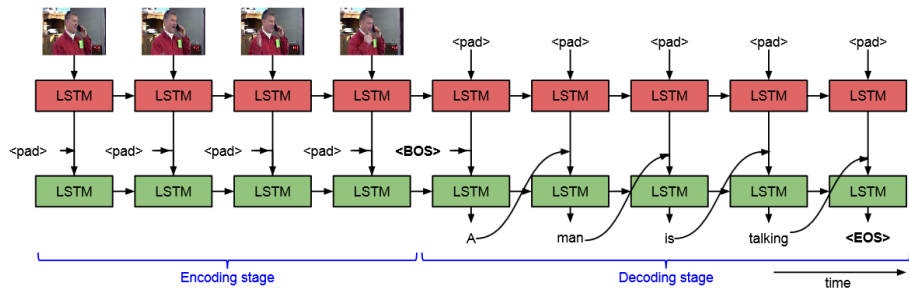 <pad> <pad> <pad> <pad> <pad>
LSTM LSTM LSTM LSTM LSTM LSTM LSTM LSTM LSTM
<pad> <pad> <pad> <pad> <BOS>
LSTM LSTM LSTM LSTM LSTM LSTM LSTM LSTM LSTM
A man is talking <EOS>
Encoding stage Decoding stage time